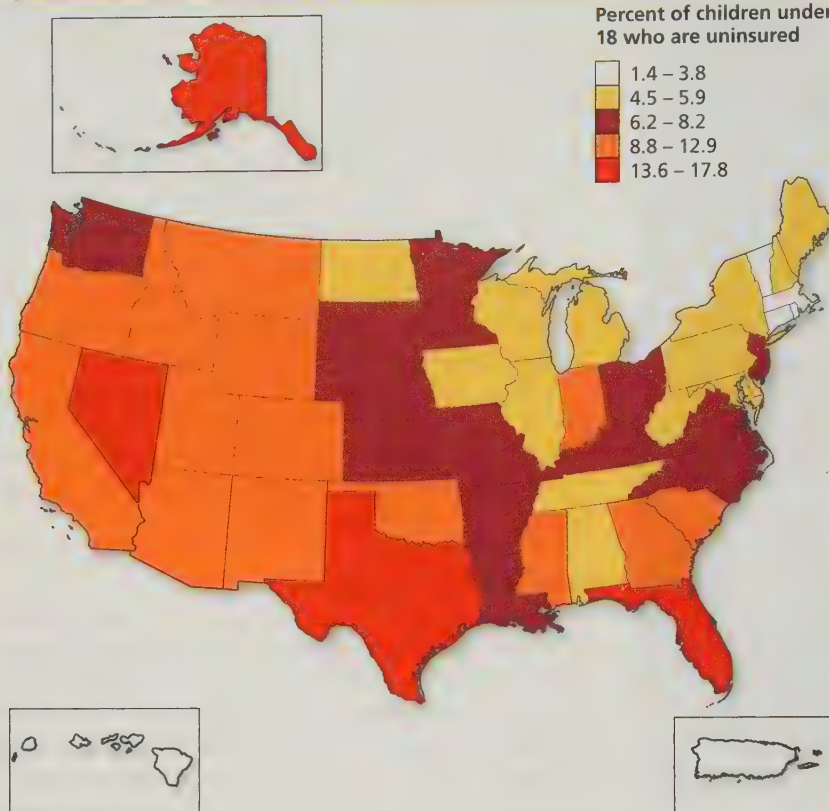 Percent of children under
18 who are uninsured
1.4 – 3.8
4.5 – 5.9
6.2 – 8.2
8.8 – 12.9
13.6 – 17.8